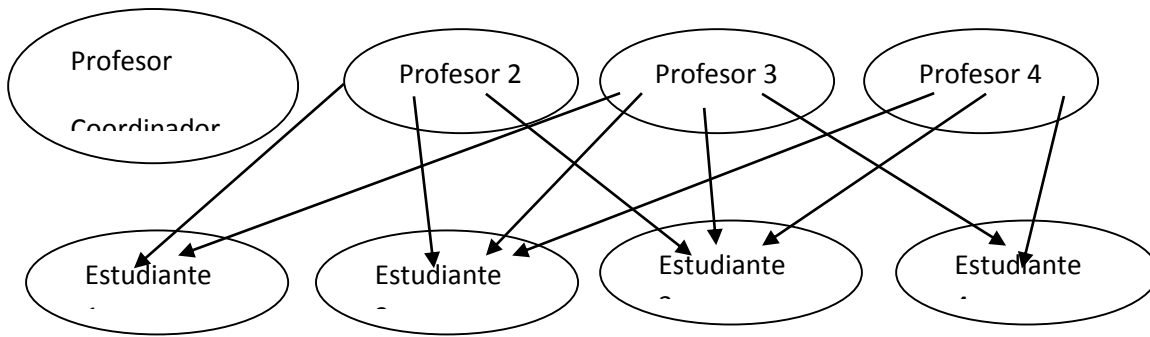 Profesor
Coordinador
Profesor 2
Profesor 3
Profesor 4
Estudiante
Estudiante
Estudiante
Estudiante